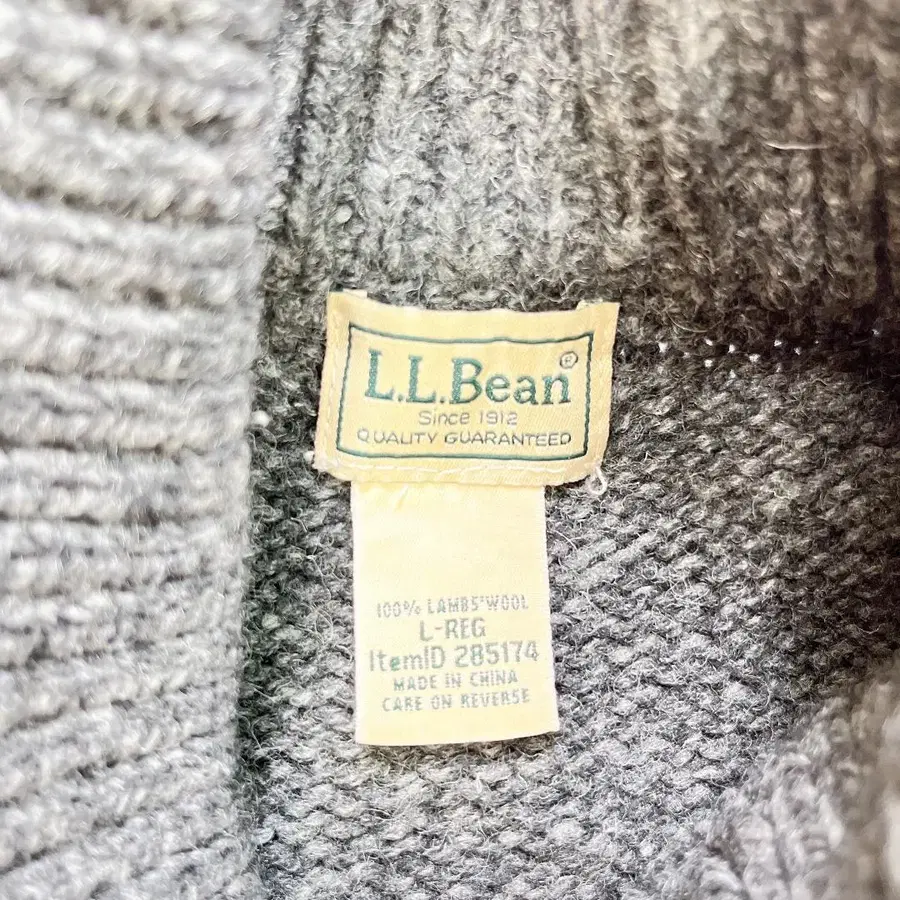 L.L.Bean®
Since 1912
QUALITY GUARANTEED
100% LAMBS' WOOL
L-REG
ItemID 285174
MADE IN CHINA
CARE ON REVERSE